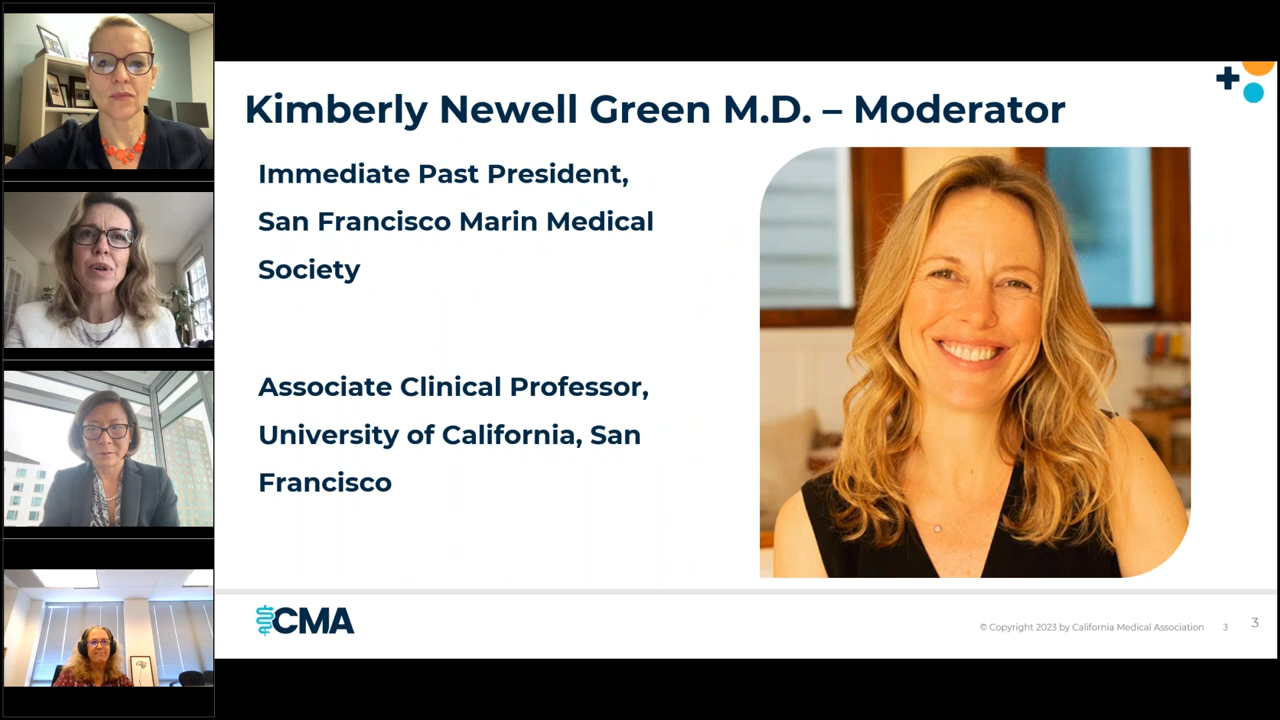 Kimberly Newell Green M.D. – Moderator
Immediate Past President,
San Francisco Marin Medical
Society
Associate Clinical Professor,
University of California, San
Francisco
CMA
© Copyright 2023 by California Medical Association
3
3